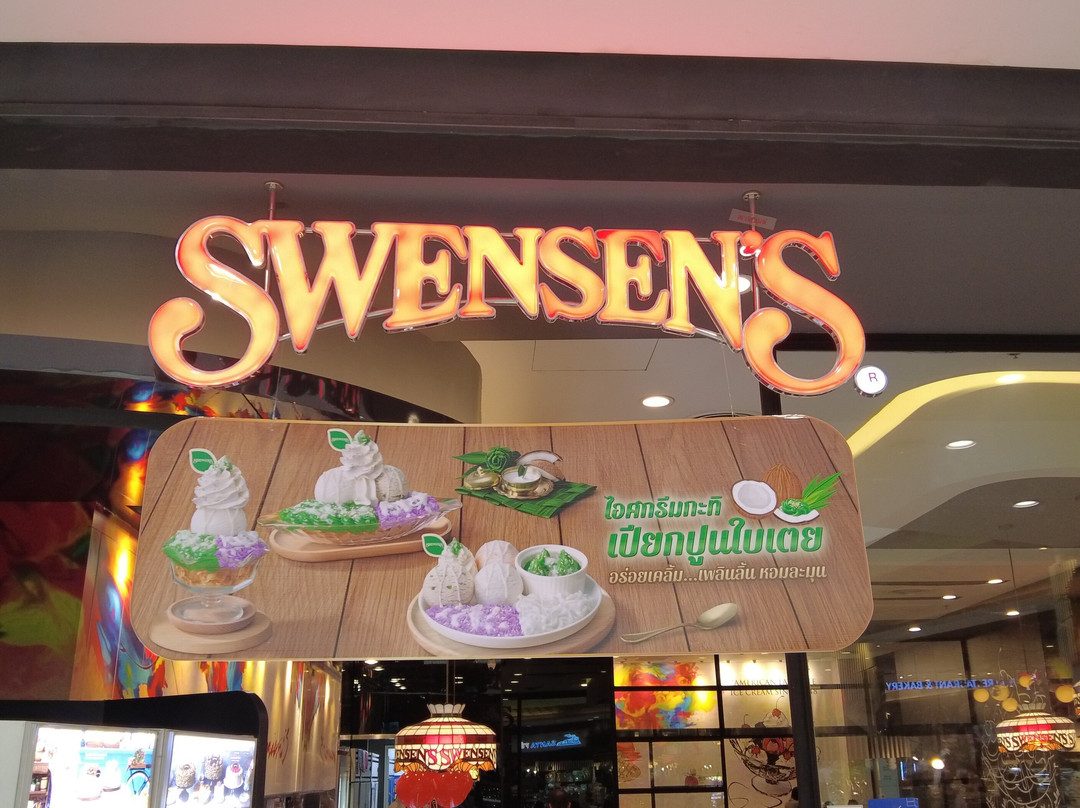 SWENSEN'S
R
ไอศกรีมกะทิ
เปียกปูนใบเตย
อร่อยเคลิ้ม...เพลินลิ้น หอมละมุน
SWENSEN'S